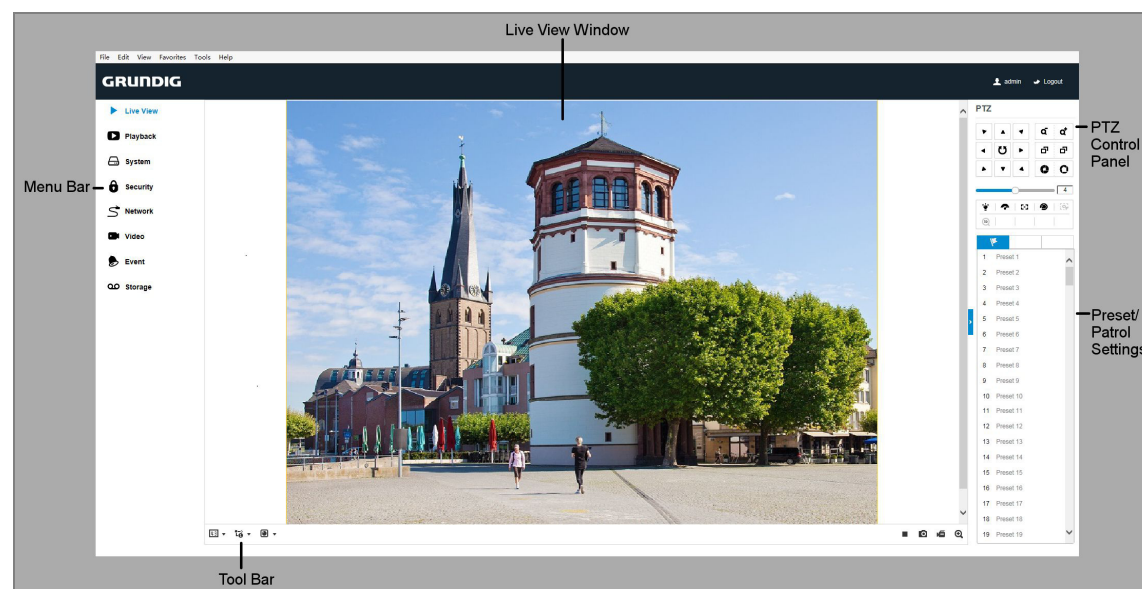 Live View Window
File Edit View Favorites Tools Help
GRUNDIG
admin Logout
Live View
Playback
System
Security
Network
Video
Event
Storage
Menu Bar
PTZ
4
PTZ
Control
Panel
1 Preset 1
2 Preset 2
3 Preset 3
4 Preset 4
5 Preset 5
6 Preset 6
7 Preset 7
8 Preset 8
9 Preset 9
10 Preset 10
11 Preset 11
12 Preset 12
13 Preset 13
14 Preset 14
15 Preset 15
16 Preset 16
17 Preset 17
18 Preset 18
19 Preset 19
Preset/
Patrol
Settings
Tool Bar